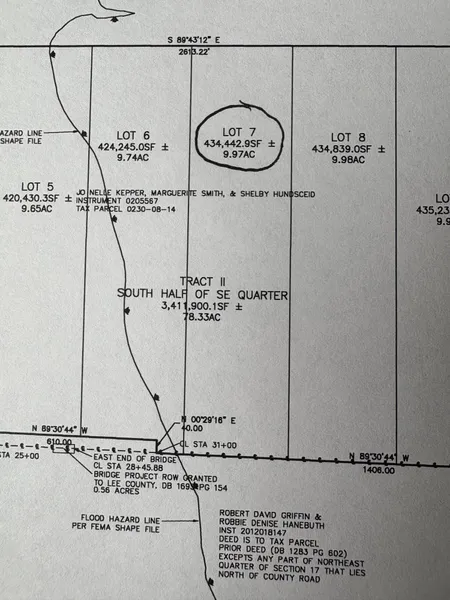 S 89°43'12" E
2613.22'
HAZARD LINE
SHAPE FILE
LOT 6
424,245.0SF ±
9.74AC
LOT 7
434,442.9SF ±
9.97AC
LOT 8
434,839.0SF ±
9.98AC
LOT 5
420,430.3SF ±
9.65AC
JO NELLE KEPPER, MARGUERITE SMITH, & SHELBY HUNDSCEID
INSTRUMENT 0205567
TAX PARCEL 0230-08-14
LO
435,23
9.9
TRACT II
SOUTH HALF OF SE QUARTER
3,411,900.1SF ±
78.33AC
N 89°30'44" W
610.00
N 00°29'16" E
40.00
CL STA 31+00
STA 25+00
N 89°30'44" W
1406.00
EAST END OF BRIDGE
CL STA 28+45.88
BRIDGE PROJECT ROW GRANTED
TO LEE COUNTY, DB 169, PG 154
0.56 ACRES
FLOOD HAZARD LINE
PER FEMA SHAPE FILE
ROBERT DAVID GRIFFIN &
ROBBIE DENISE HANEBUTH
INST 2012018147
DEED IS TO TAX PARCEL
PRIOR DEED (DB 1283 PG 602)
EXCEPTS ANY PART OF NORTHEAST
QUARTER OF SECTION 17 THAT LIES
NORTH OF COUNTY ROAD